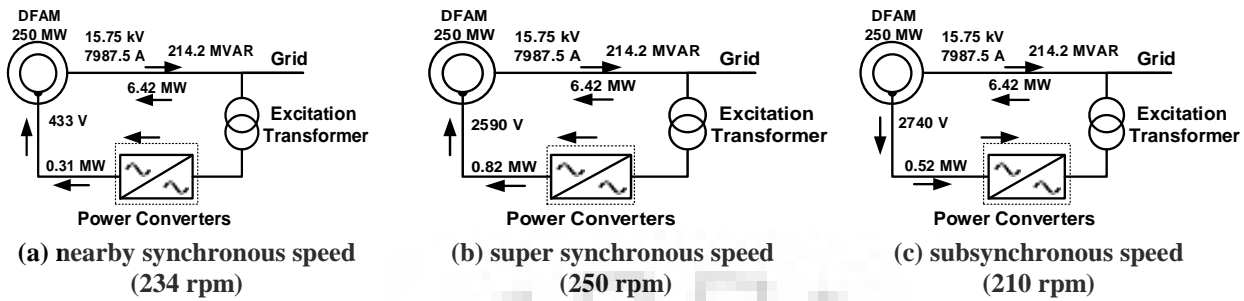 DFAM
250 MW
15.75 kV
7987.5 A
214.2 MVAR
Grid
6.42 MW
433 V
Excitation
Transformer
0.31 MW
Power Converters
(a) nearby synchronous speed
(234 rpm)
DFAM
250 MW
15.75 kV
7987.5 A
214.2 MVAR
Grid
6.42 MW
2590 V
Excitation
Transformer
0.82 MW
Power Converters
(b) super synchronous speed
(250 rpm)
DFAM
250 MW
15.75 kV
7987.5 A
214.2 MVAR
Grid
6.42 MW
2740 V
Excitation
Transformer
0.52 MW
Power Converters
(c) subsynchronous speed
(210 rpm)